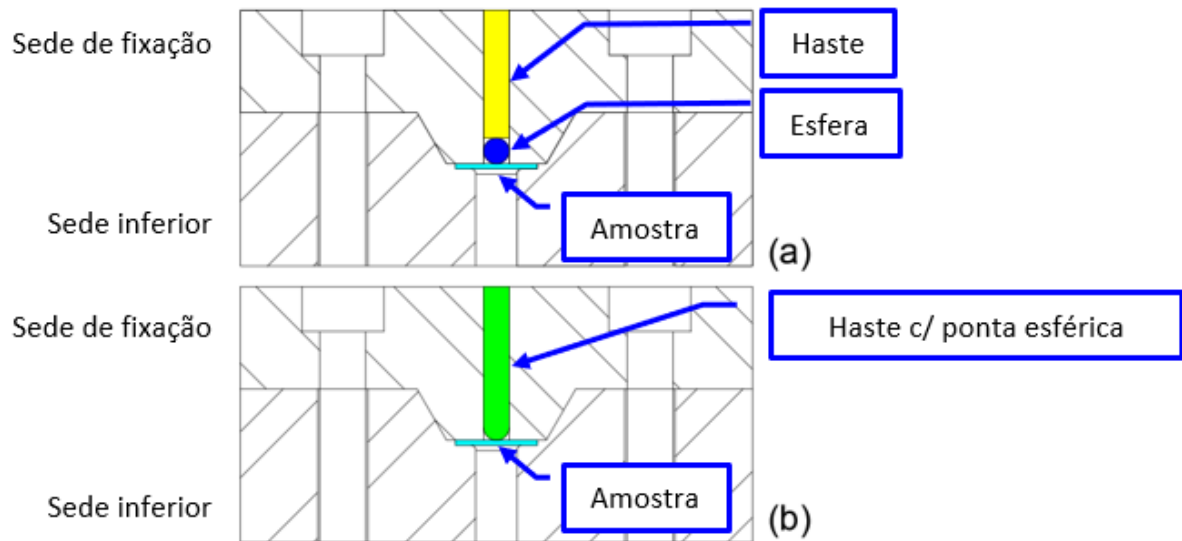 Sede de fixação
Haste
Esfera
Sede inferior
Amostra
(a)
Sede de fixação
Haste c/ ponta esférica
Sede inferior
Amostra
(b)